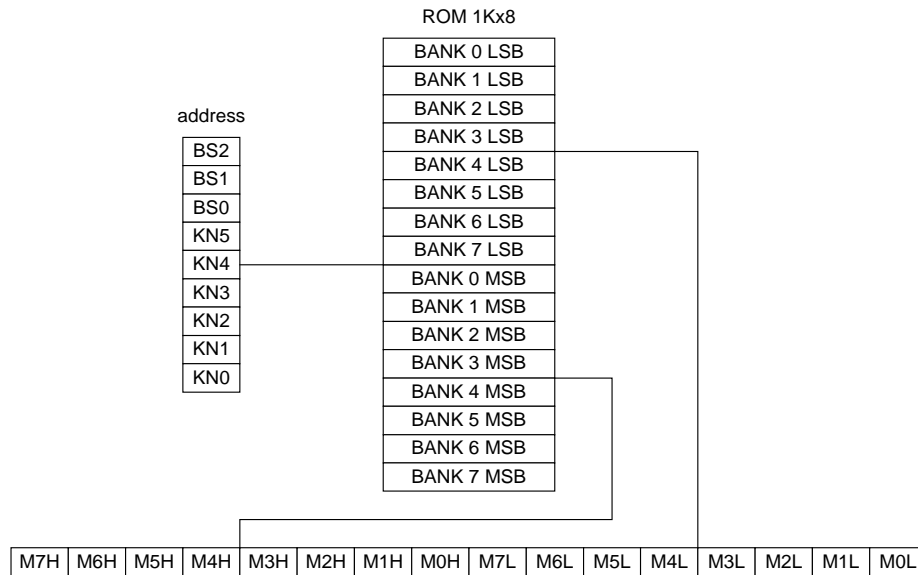 ROM 1Kx8
BANK 0 LSB
BANK 1 LSB
BANK 2 LSB
BANK 3 LSB
BANK 4 LSB
BANK 5 LSB
BANK 6 LSB
BANK 7 LSB
BANK 0 MSB
BANK 1 MSB
BANK 2 MSB
BANK 3 MSB
BANK 4 MSB
BANK 5 MSB
BANK 6 MSB
BANK 7 MSB
address
BS2
BS1
BS0
KN5
KN4
KN3
KN2
KN1
KN0
M7H M6H M5H M4H M3H M2H M1H M0H M7L M6L M5L M4L M3L M2L M1L M0L